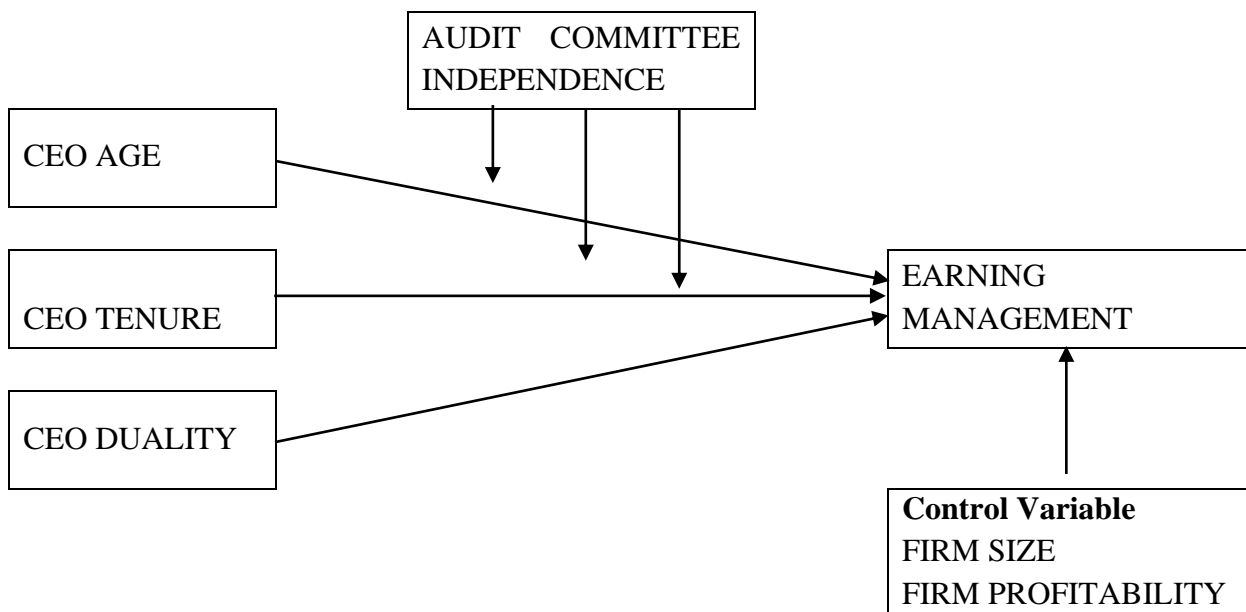 AUDIT COMMITTEE
INDEPENDENCE
CEO AGE
CEO TENURE
CEO DUALITY
EARNING
MANAGEMENT
Control Variable
FIRM SIZE
FIRM PROFITABILITY